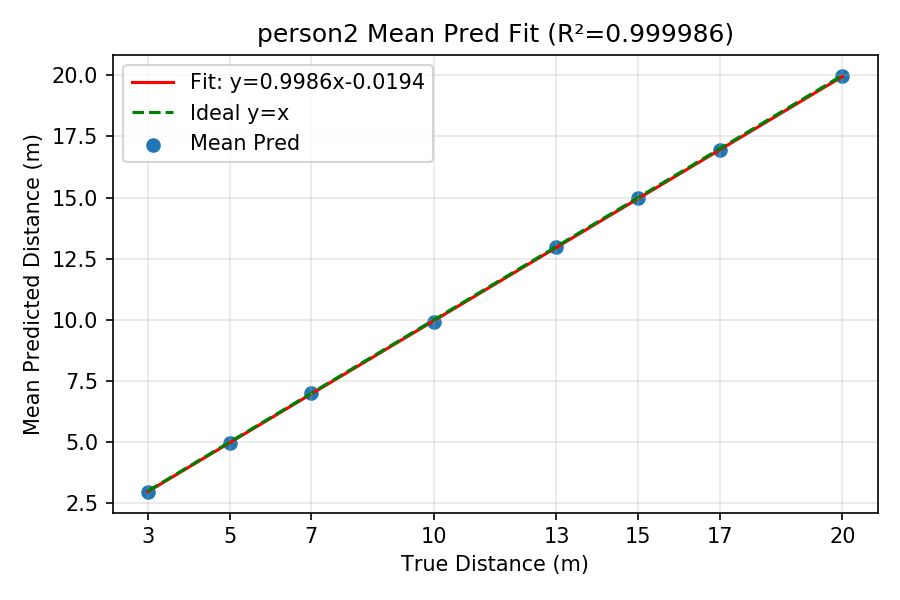 person2 Mean Pred Fit (R²=0.999986)
Fit: y=0.9986x-0.0194
Ideal y=x
Mean Pred
Mean Predicted Distance (m)
20.0
17.5
15.0
12.5
10.0
7.5
5.0
2.5
3 5 7 10 13 15 17 20
True Distance (m)